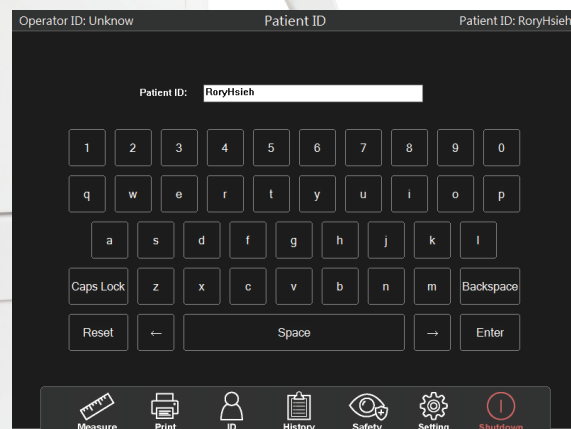 Operator ID: Unknow Patient ID Patient ID: RoryHsieh
Patient ID: RoryHsieh
1 2 3 4 5 6 7 8 9 0
q w e r t y u i o p
a s d f g h j k l
Caps Lock z x c v b n m Backspace
Reset ← Space → Enter
Measure Print ID History Safety Setting Shutdown